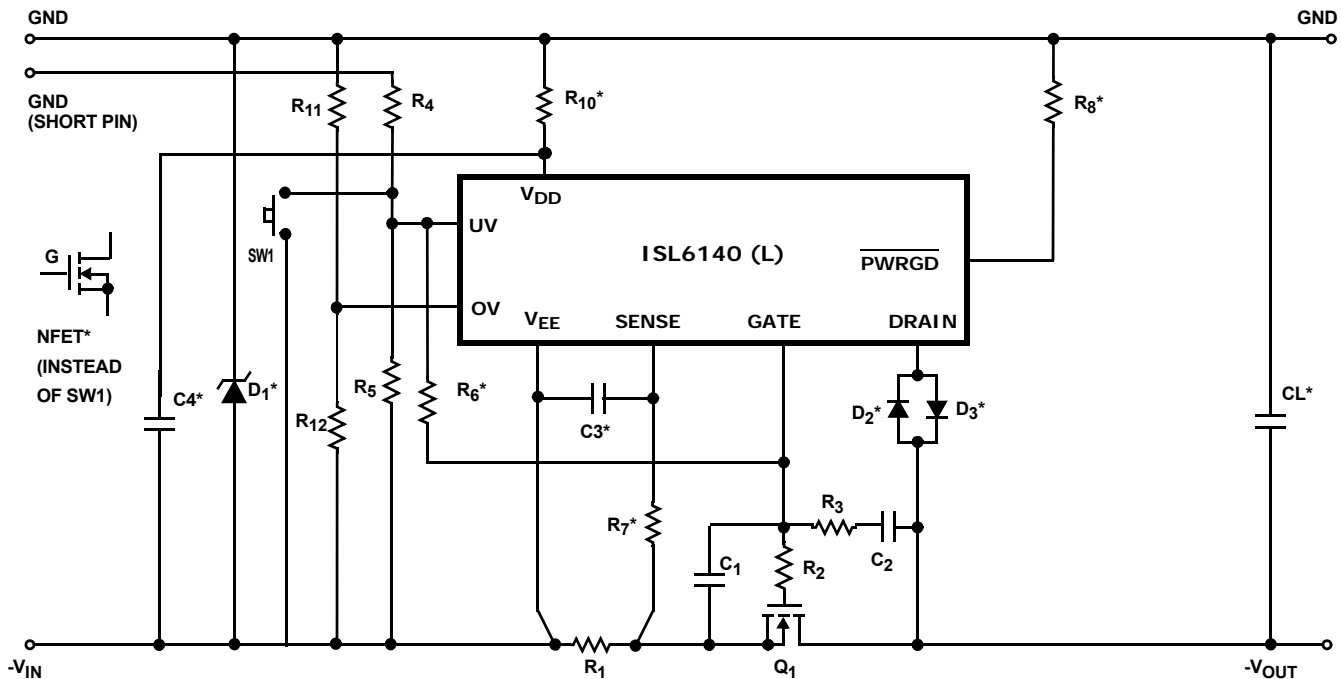 GND
GND
GND
(SHORT PIN)
R11
R4
R10*
R8*
VDD
UV
ISL6140 (L)
PWRGD
G
SW1
OV
VEE
SENSE
GATE
DRAIN
NFET*
(INSTEAD
OF SW1)
C4*
D1*
R12
R5
R6*
C3*
D2*
D3*
CL*
R7*
R3
C1
R2
C2
-VIN
R1
Q1
-VOUT